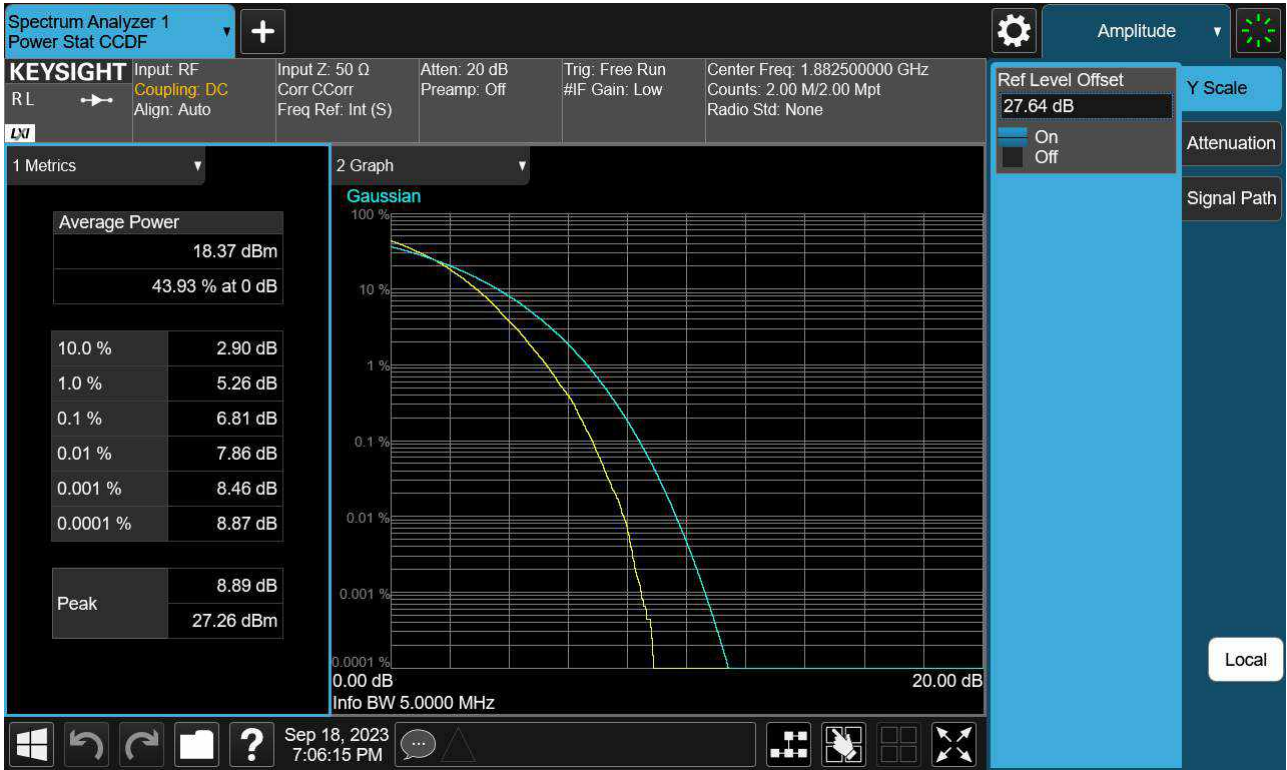 Spectrum Analyzer 1
Power Stat CCDF
Amplitude
KEYSIGHT
RL
LXI
Input: RF
Coupling: DC
Align: Auto
Input Z: 50 Ω
Corr CCorr
Freq Ref: Int (S)
Atten: 20 dB
Preamp: Off
Trig: Free Run
#IF Gain: Low
Center Freq: 1.882500000 GHz
Counts: 2.00 M/2.00 Mpt
Radio Std: None
Ref Level Offset
27.64 dB
On
Off
Y Scale
Attenuation
Signal Path
Local
1 Metrics
Average Power
18.37 dBm
43.93 % at 0 dB
10.0 % 2.90 dB
1.0 % 5.26 dB
0.1 % 6.81 dB
0.01 % 7.86 dB
0.001 % 8.46 dB
0.0001 % 8.87 dB
Peak
8.89 dB
27.26 dBm
2 Graph
Gaussian
100 %
10 %
1 %
0.1 %
0.01 %
0.001 %
0.0001 %
0.00 dB 20.00 dB
Info BW 5.0000 MHz
?
Sep 18, 2023
7:06:15 PM